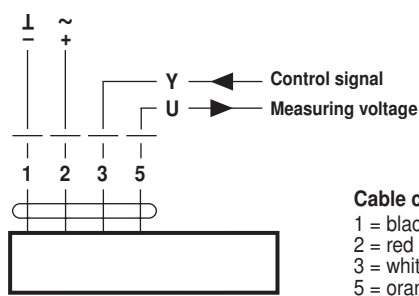 ⊥ ~
– +
Y Control signal
U Measuring voltage
1 2 3 5
Cable c
1 = blac
2 = red
3 = whit
5 = oran